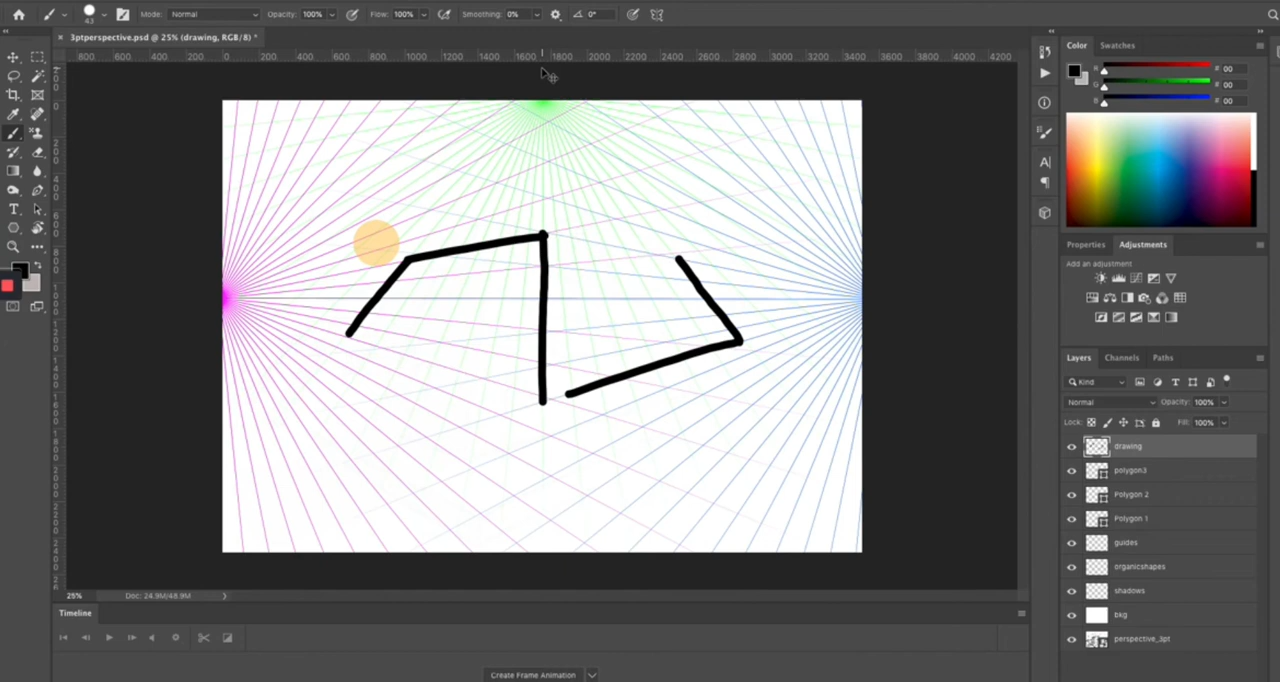 43 Mode: Normal Opacity: 100% Flow: 100% Smoothing: 0% 0°
× 3ptperspective.psd @ 25% (drawing, RGB/8) *
800 600 400 200 0 200 400 600 800 1000 1200 1400 1600 1800 2000 2200 2400 2600 2800 3000 3200 3400 3600 3800 4000 4200
Color Swatches
R 00
G 00
B 00
Properties Adjustments
Add an adjustment
Layers Channels Paths
Kind
Normal Opacity: 100%
Lock: Fill: 100%
drawing
polygon3
Polygon 2
Polygon 1
guides
organicshapes
shadows
bkg
perspective_3pt
25% Doc: 24.9M/48.9M
Timeline
Create Frame Animation